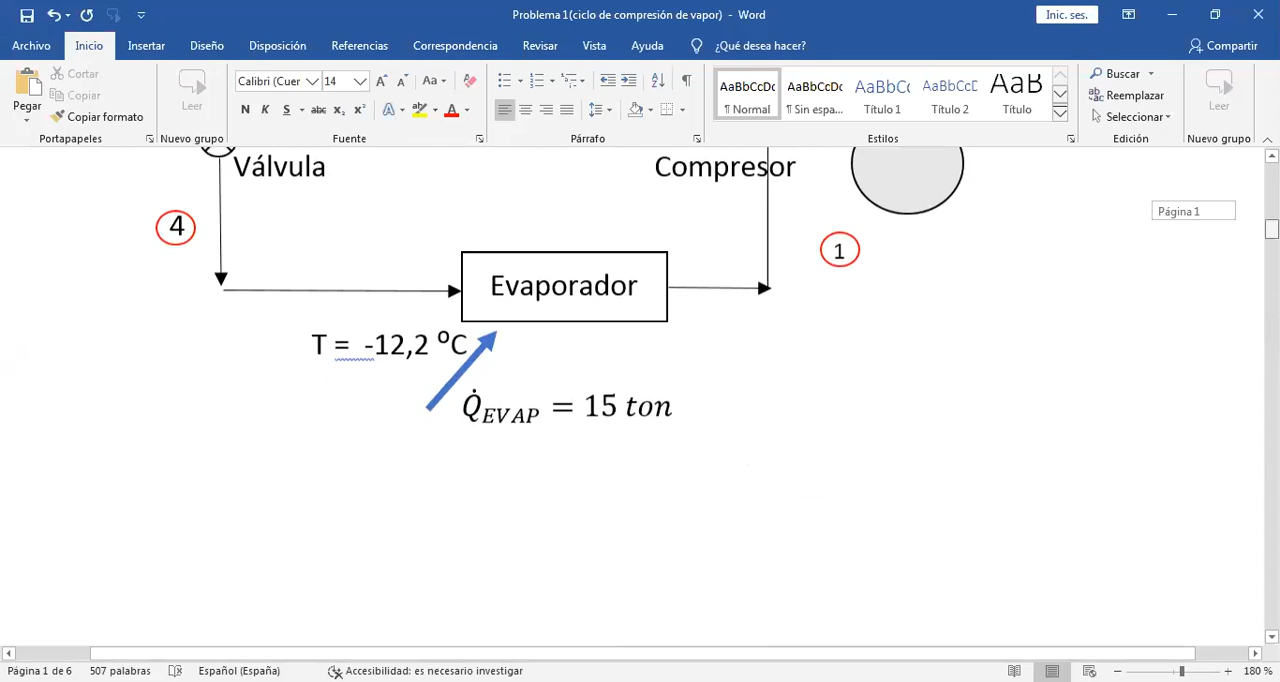 Problema 1(ciclo de compresión de vapor) - Word
Inic. ses.
Archivo Inicio Insertar Diseño Disposición Referencias Correspondencia Revisar Vista Ayuda ¿Qué desea hacer? Compartir
Pegar
Cortar
Copiar
Copiar formato
Portapapeles
Leer
Nuevo grupo
Calibri (Cuer 14
Aa
N K S abc x₂ x²
Fuente
Párrafo
AaBbCcDc AaBbCcDc AaBbCc AaBbCcD AaB
¶ Normal ¶ Sin espa... Título 1 Título 2 Título
Estilos
Buscar
Reemplazar
Seleccionar
Edición
Leer
Nuevo grupo
Válvula
Compresor
Página 1
4
1
Evaporador
T = -12,2 ºC
Q̇EVAP = 15 ton
Página 1 de 6 507 palabras Español (España) Accesibilidad: es necesario investigar 180 %